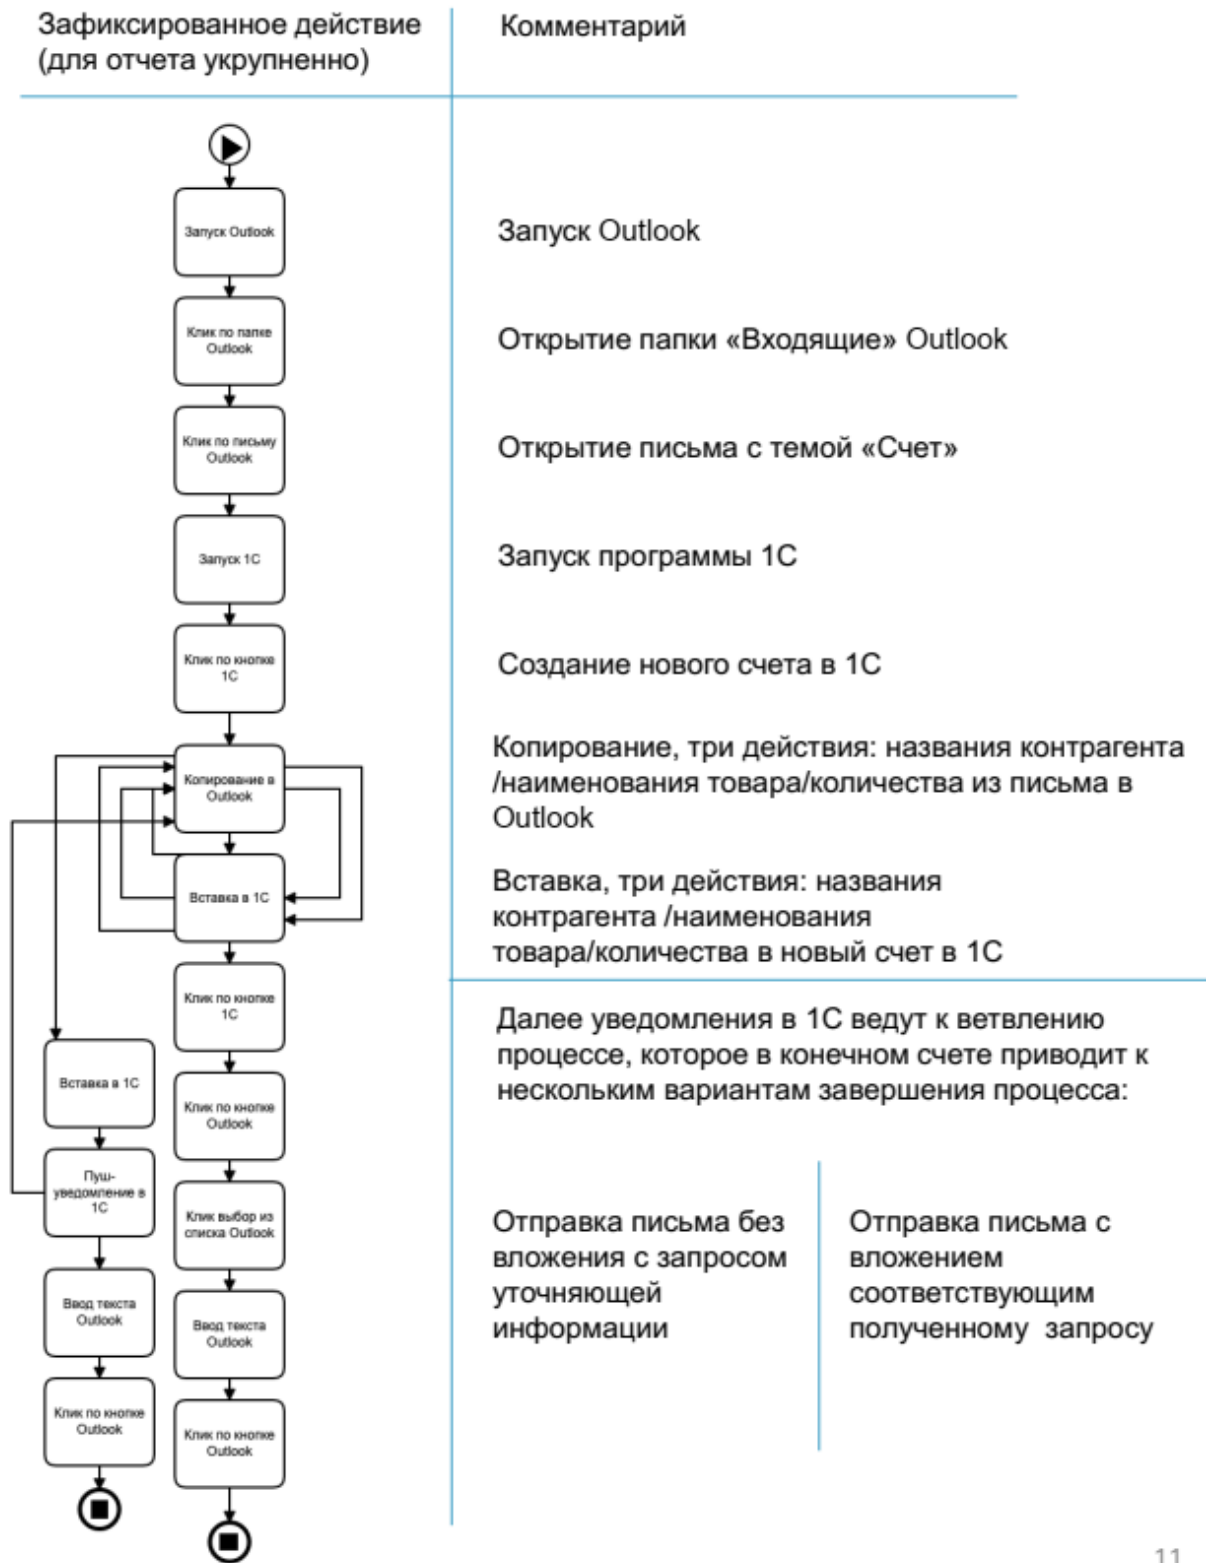 Зафиксированное действие
(для отчета укрупненно)
Комментарий
Запуск Outlook
Запуск Outlook
Клик по папке
Outlook
Открытие папки «Входящие» Outlook
Клик по письму
Outlook
Открытие письма с темой «Счет»
Запуск 1С
Запуск программы 1С
Клик по кнопке
1С
Создание нового счета в 1С
Копирование в
Outlook
Копирование, три действия: названия контрагента
/наименования товара/количества из письма в
Outlook
Вставка в 1С
Вставка, три действия: названия
контрагента /наименования
товара/количества в новый счет в 1С
Клик по кнопке
1С
Далее уведомления в 1С ведут к ветвлению
процессе, которое в конечном счете приводит к
нескольким вариантам завершения процесса:
Вставка в 1С
Клик по кнопке
Outlook
Пуш-
уведомление в
1С
Клик выбор из
списка Outlook
Отправка письма без
вложения с запросом
уточняющей
информации
Отправка письма с
вложением
соответствующим
полученному запросу
Ввод текста
Outlook
Ввод текста
Outlook
Клик по кнопке
Outlook
Клик по кнопке
Outlook
11